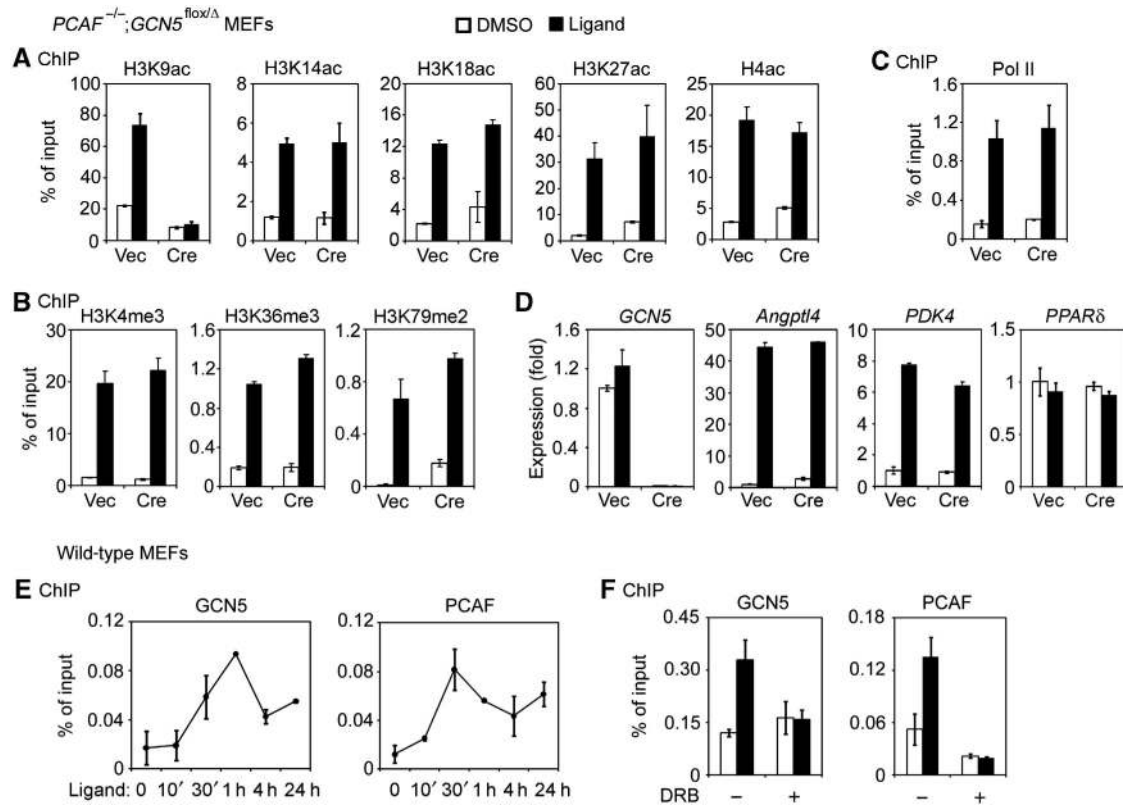 PCAF −/−;GCN5 flox/Δ MEFs
DMSO Ligand
A ChIP
H3K9ac H3K14ac H3K18ac H3K27ac H4ac
% of input
100 80 60 40 20 0
8 6 4 2 0
20 16 12 8 4 0
60 50 40 30 20 10 0
25 20 15 10 5 0
Vec Cre Vec Cre Vec Cre Vec Cre Vec Cre
C ChIP
Pol II
% of input
1.6 1.2 0.8 0.4 0
Vec Cre
B ChIP
H3K4me3 H3K36me3 H3K79me2
% of input
30 20 10 0
1.6 1.2 0.8 0.4 0
1.2 0.8 0.4 0
Vec Cre Vec Cre Vec Cre
D
GCN5 Angptl4 PDK4 PPARδ
Expression (fold)
1.6 1.2 0.8 0.4 0
50 40 30 20 10 0
10 8 6 4 2 0
1.5 1 0.5 0
Vec Cre Vec Cre Vec Cre Vec Cre
Wild-type MEFs
E ChIP
GCN5 PCAF
% of input
0.12 0.08 0.04 0
0.12 0.08 0.04 0
Ligand: 0 10′ 30′ 1 h 4 h 24 h 0 10′ 30′ 1 h 4 h 24 h
F ChIP
GCN5 PCAF
% of input
0.45 0.30 0.15 0
0.18 0.12 0.06 0
DRB − + − +